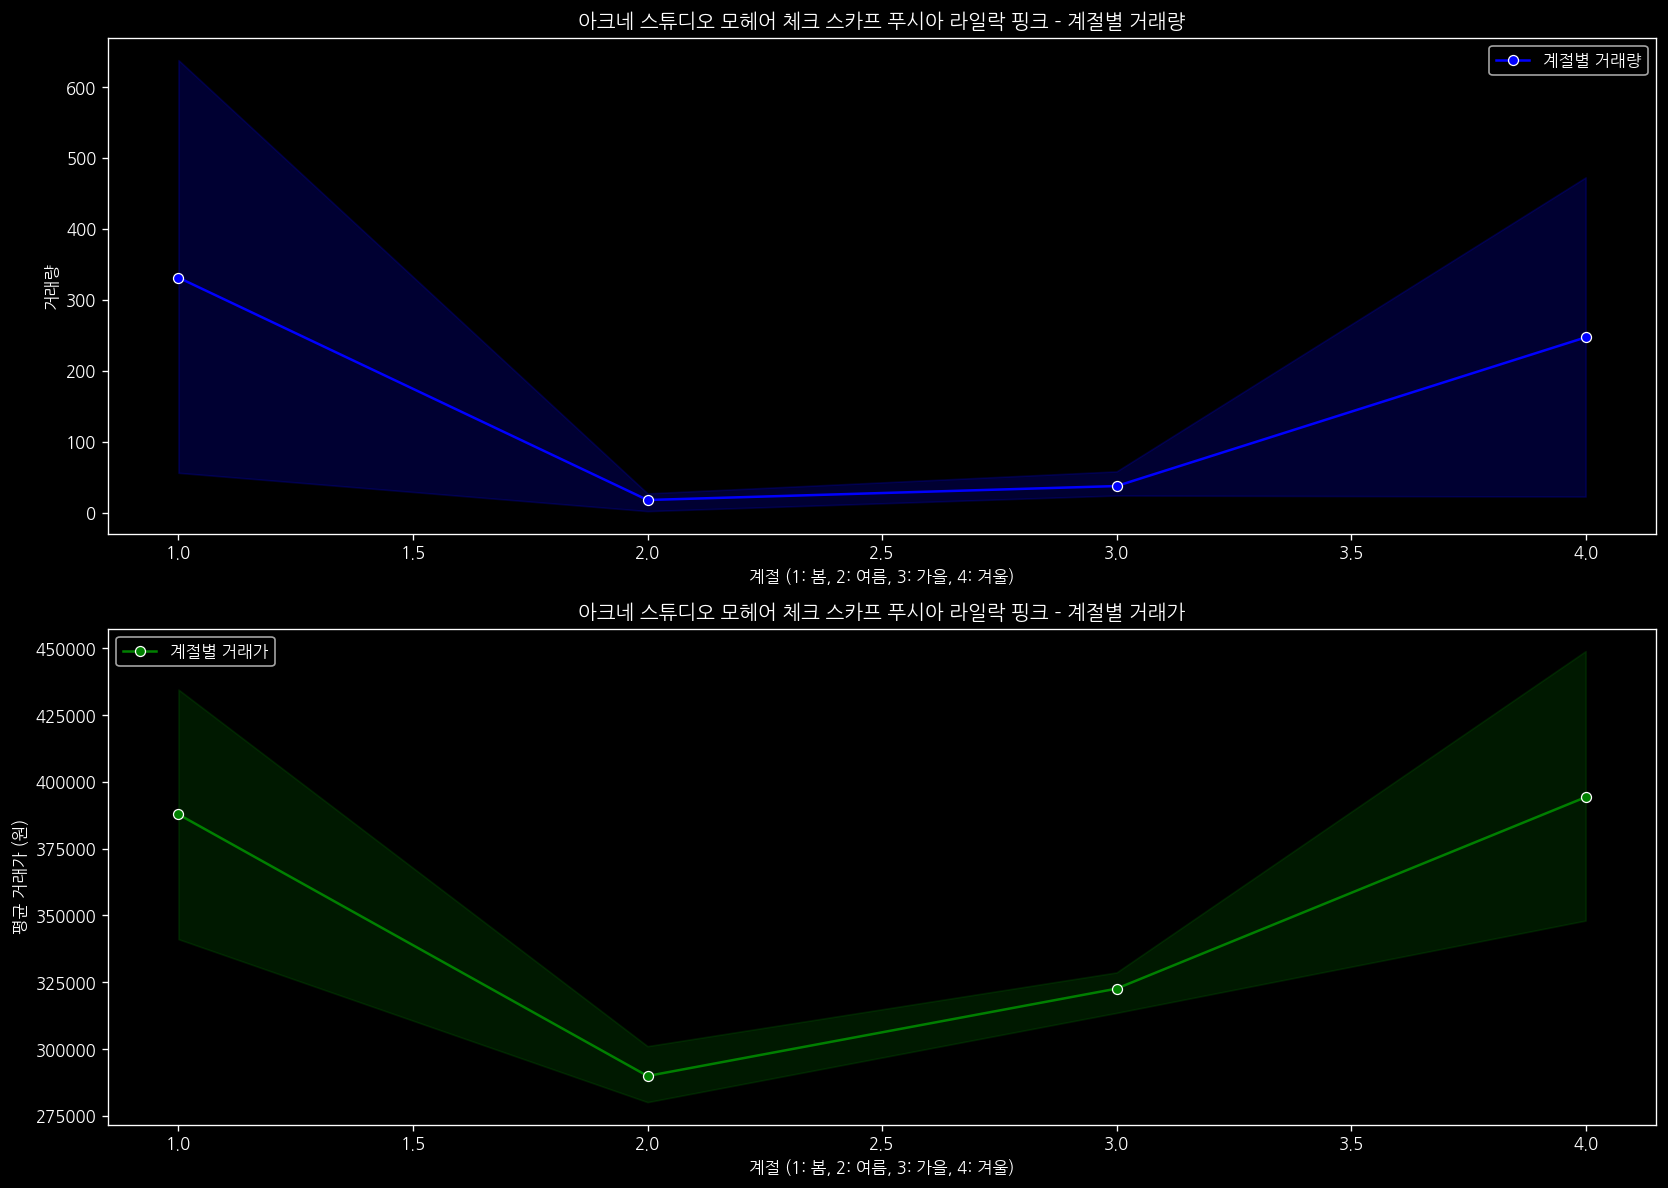 아크네 스튜디오 모헤어 체크 스카프 푸시아 라일락 핑크 - 계절별 거래량
계절별 거래량
거래량
600
500
400
300
200
100
0
1.0 1.5 2.0 2.5 3.0 3.5 4.0
계절 (1: 봄, 2: 여름, 3: 가을, 4: 겨울)
아크네 스튜디오 모헤어 체크 스카프 푸시아 라일락 핑크 - 계절별 거래가
계절별 거래가
평균 거래가 (원)
450000
425000
400000
375000
350000
325000
300000
275000
1.0 1.5 2.0 2.5 3.0 3.5 4.0
계절 (1: 봄, 2: 여름, 3: 가을, 4: 겨울)